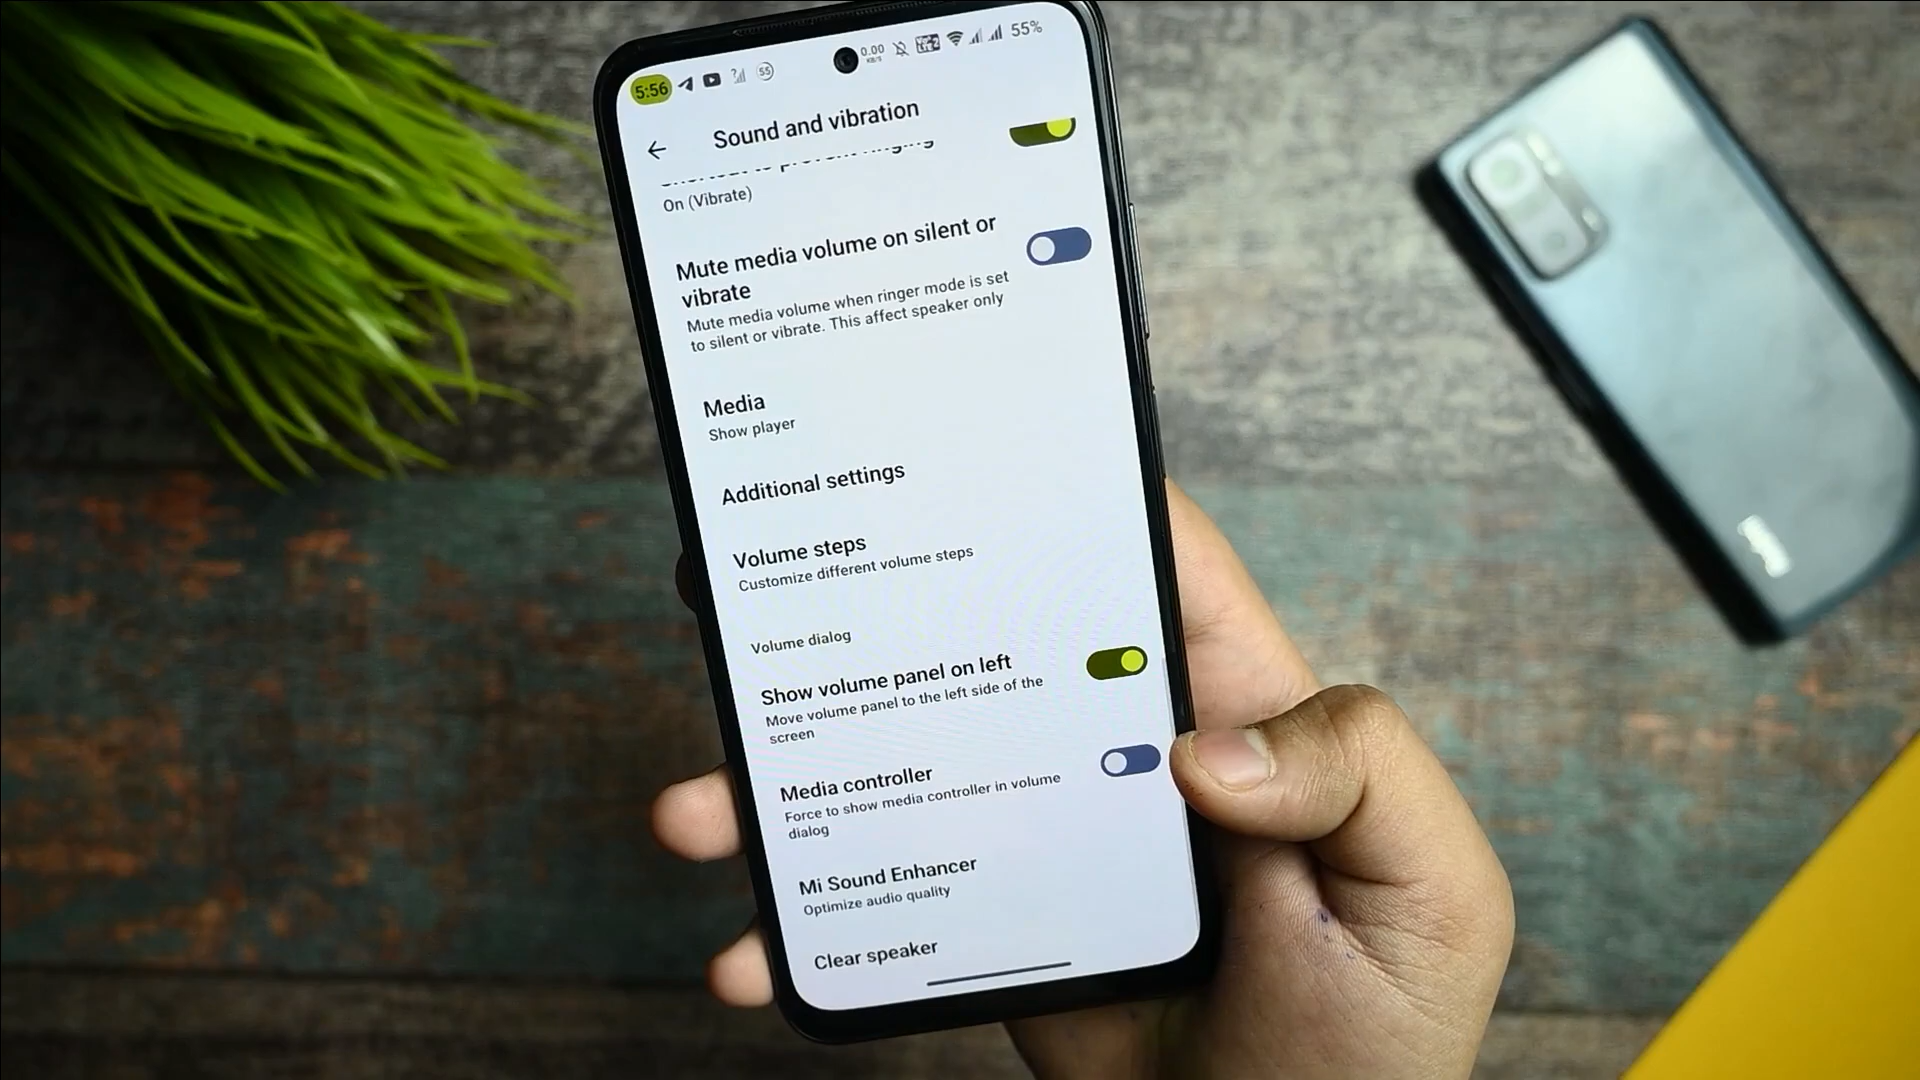 5:56 55 0.00 KB/S 55%
Sound and vibration
On (Vibrate)
Mute media volume on silent or
vibrate
Mute media volume when ringer mode is set
to silent or vibrate. This affect speaker only
Media
Show player
Additional settings
Volume steps
Customize different volume steps
Volume dialog
Show volume panel on left
Move volume panel to the left side of the
screen
Media controller
Force to show media controller in volume
dialog
Mi Sound Enhancer
Optimize audio quality
Clear speaker